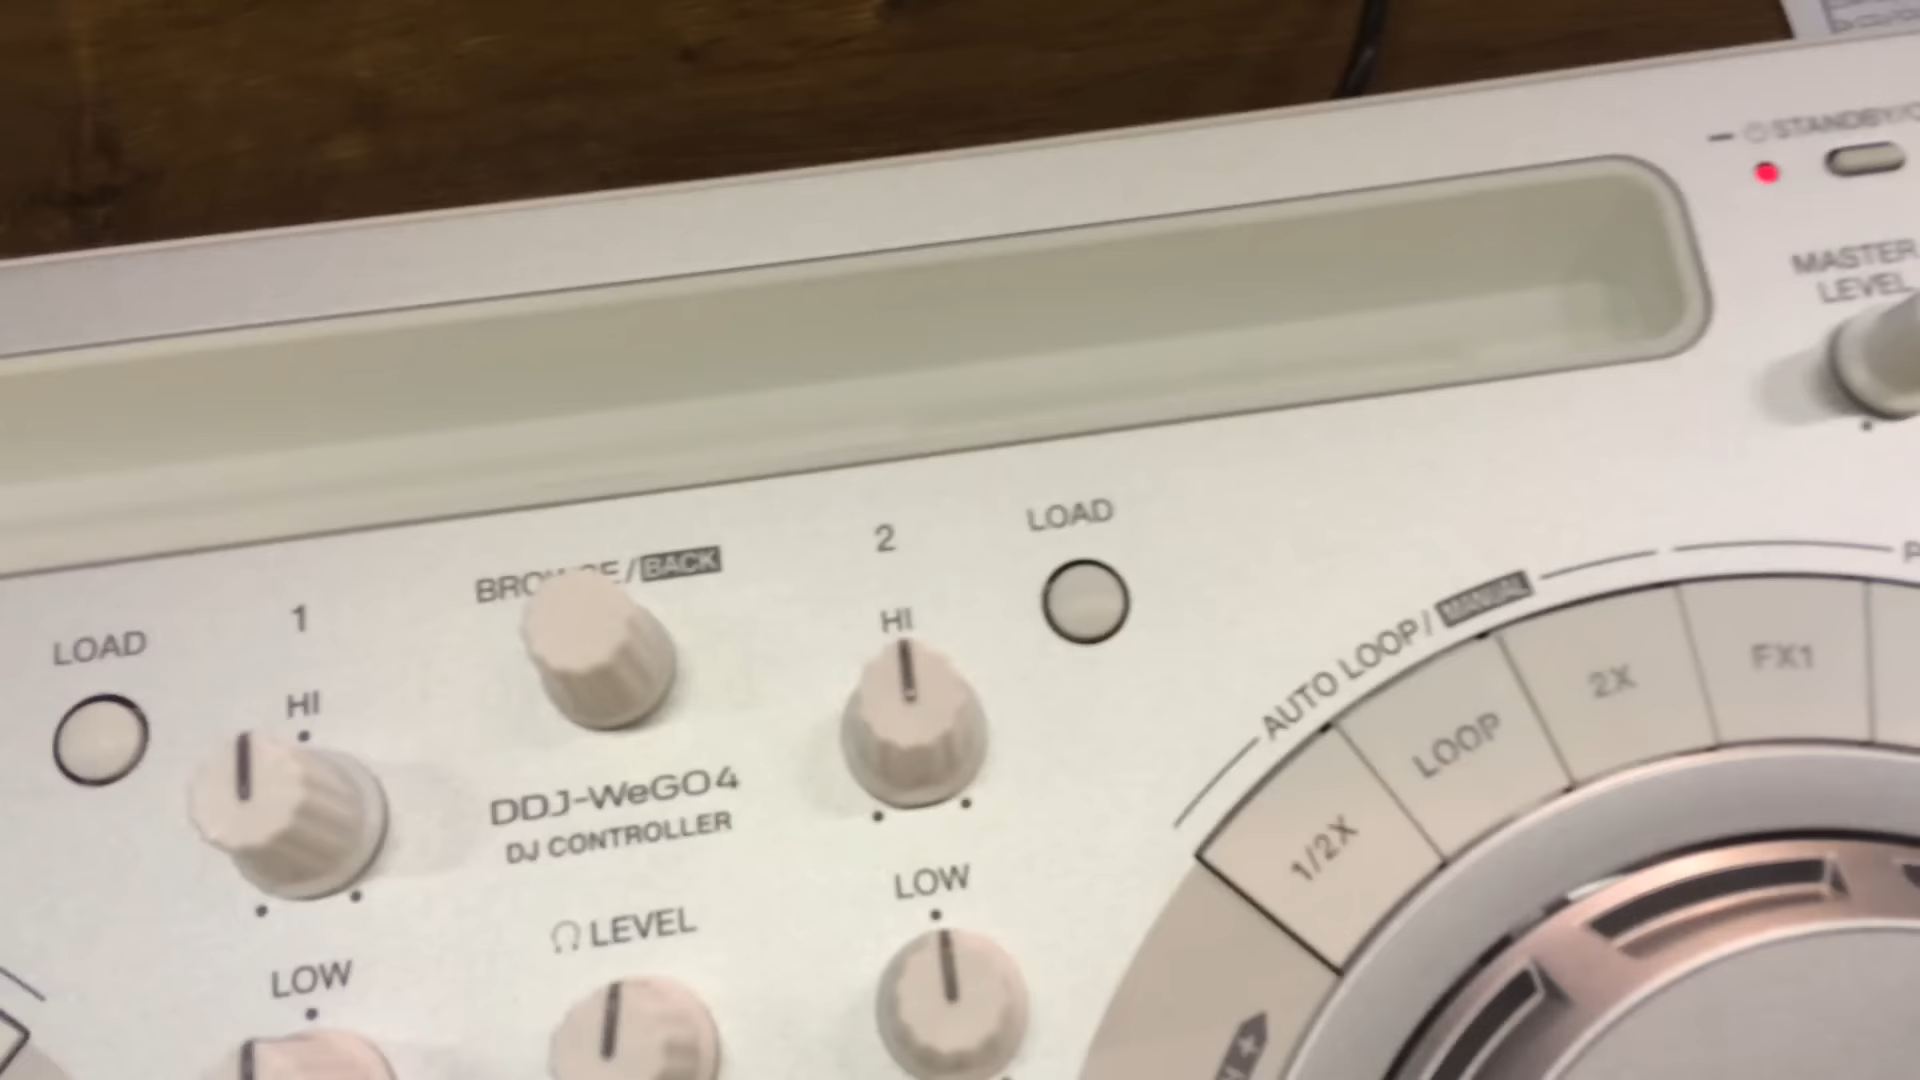 STANDBY/
MASTER
LEVEL
LOAD
1
BROWSE/BACK
2
LOAD
HI
HI
AUTO LOOP/MANUAL
1/2X
LOOP
2X
FX1
DDJ-WeGO4
DJ CONTROLLER
LEVEL
LOW
LOW